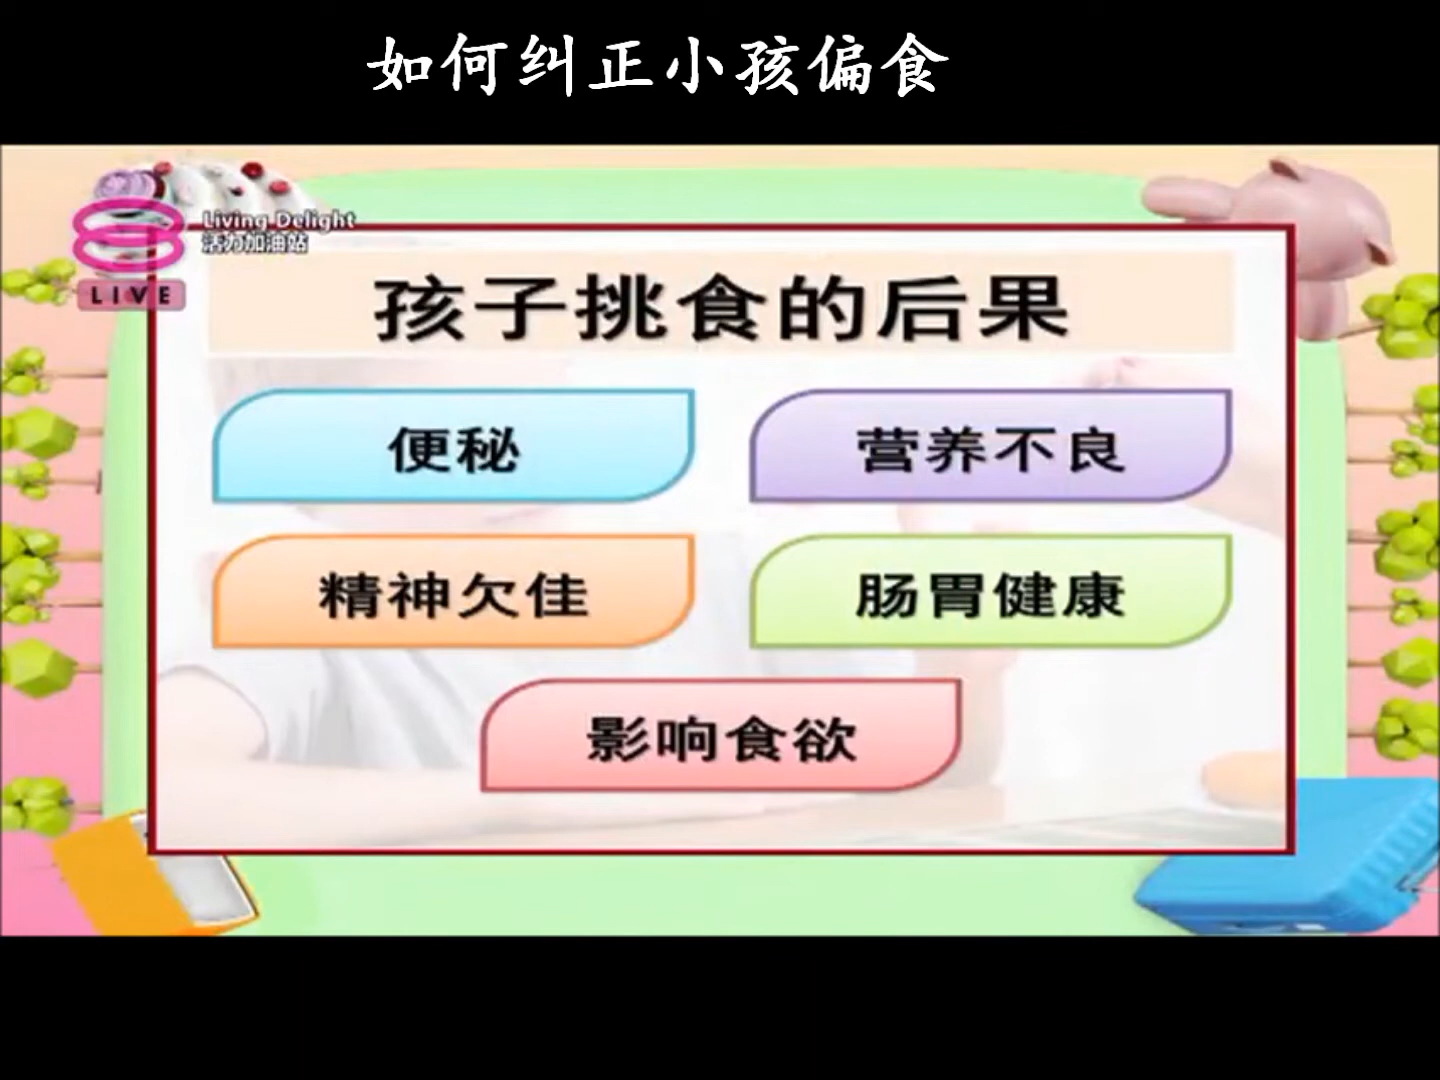 如何纠正小孩偏食
Living Delight
活力加油站
LIVE
孩子挑食的后果
便秘
营养不良
精神欠佳
肠胃健康
影响食欲